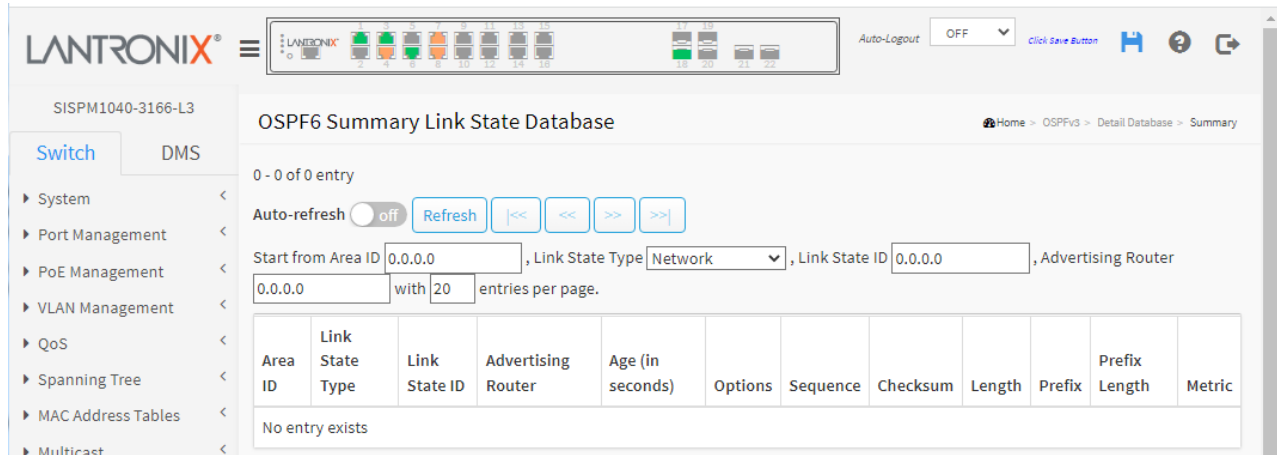 1 3 5 7 9 11 13 15 17 19
LANTRONIX® LANTRONIX Auto-Logout OFF Click Save Button
2 4 6 8 10 12 14 16 18 20 21 22
SISPM1040-3166-L3
OSPF6 Summary Link State Database Home > OSPFv3 > Detail Database > Summary
Switch DMS
0 - 0 of 0 entry
System
Auto-refresh off Refresh |<< << >> >>|
Port Management
Start from Area ID 0.0.0.0 , Link State Type Network , Link State ID 0.0.0.0 , Advertising Router
PoE Management
0.0.0.0 with 20 entries per page.
VLAN Management
QoS
Spanning Tree
MAC Address Tables
Multicast
Area ID Link State Type Link State ID Advertising Router Age (in seconds) Options Sequence Checksum Length Prefix Prefix Length Metric
No entry exists